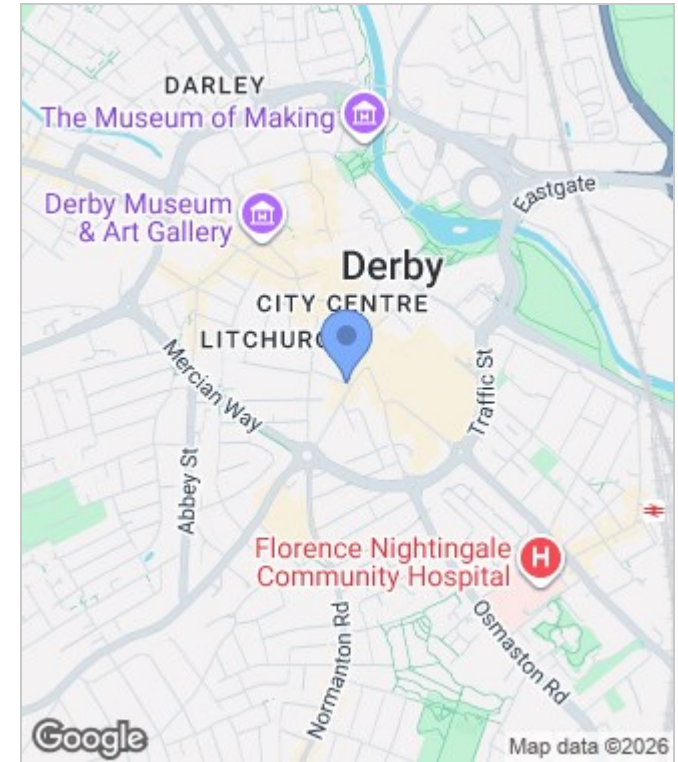 DARLEY
The Museum of Making
Derby Museum
& Art Gallery
Eastgate
Derby
CITY CENTRE
Mercian Way
Traffic St
Abbey St
Florence Nightingale
Community Hospital
H
Normanton Rd
Osmaston Rd
Google
Map data ©2026